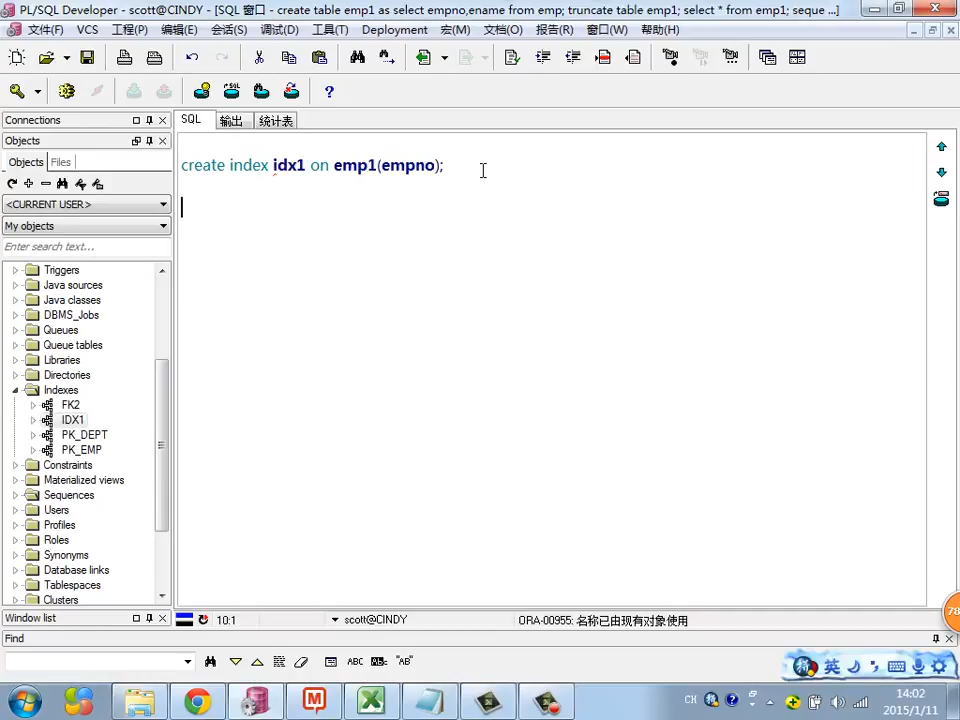 PL/SQL Developer - scott@CINDY - [SQL 窗口 - create table emp1 as select empno,ename from emp; truncate table emp1; select * from emp1; seque ...]
文件(F) VCS 工程(P) 编辑(E) 会话(S) 调试(D) 工具(T) Deployment 宏(M) 文档(O) 报告(R) 窗口(W) 帮助(H)
Connections
SQL 输出 统计表
Objects
Objects Files
create index idx1 on emp1(empno);
<CURRENT USER>
My objects
Enter search text...
Triggers
Java sources
Java classes
DBMS_Jobs
Queues
Queue tables
Libraries
Directories
Indexes
FK2
IDX1
PK_DEPT
PK_EMP
Constraints
Materialized views
Sequences
Users
Profiles
Roles
Synonyms
Database links
Tablespaces
Clusters
78
Window list
10:1 scott@CINDY ORA-00955: 名称已由现有对象使用
Find
ABC "AB"
英
CH 14:02
2015/1/11